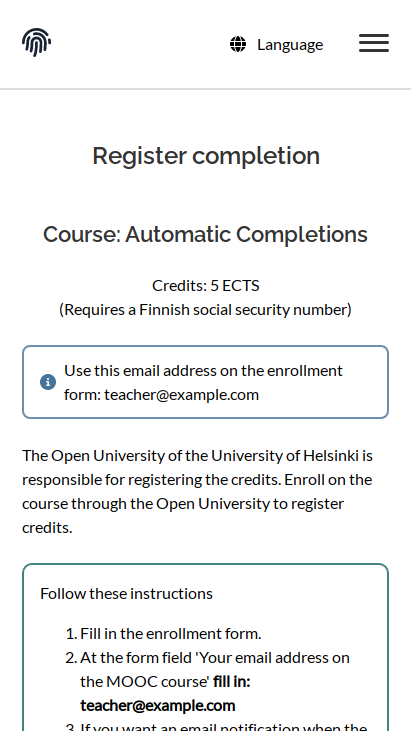 Language
Register completion
Course: Automatic Completions
Credits: 5 ECTS
(Requires a Finnish social security number)
Use this email address on the enrollment
form: teacher@example.com
The Open University of the University of Helsinki is
responsible for registering the credits. Enroll on the
course through the Open University to register
credits.
Follow these instructions
1. Fill in the enrollment form.
2. At the form field 'Your email address on
the MOOC course' fill in:
teacher@example.com
3. If you want an email notification when the